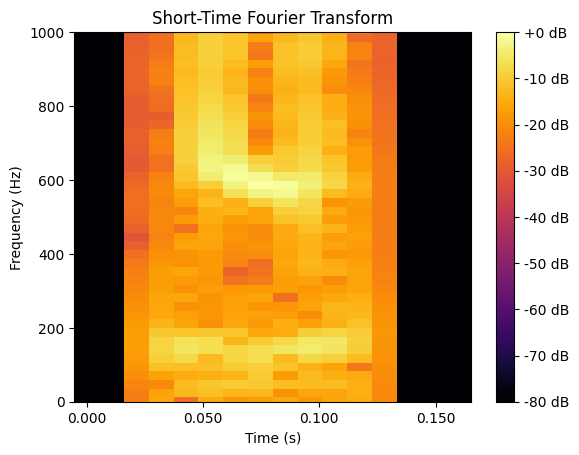 Short-Time Fourier Transform
1000
800
600
400
200
0
Frequency (Hz)
0.000
0.050
0.100
0.150
Time (s)
+0 dB
-10 dB
-20 dB
-30 dB
-40 dB
-50 dB
-60 dB
-70 dB
-80 dB